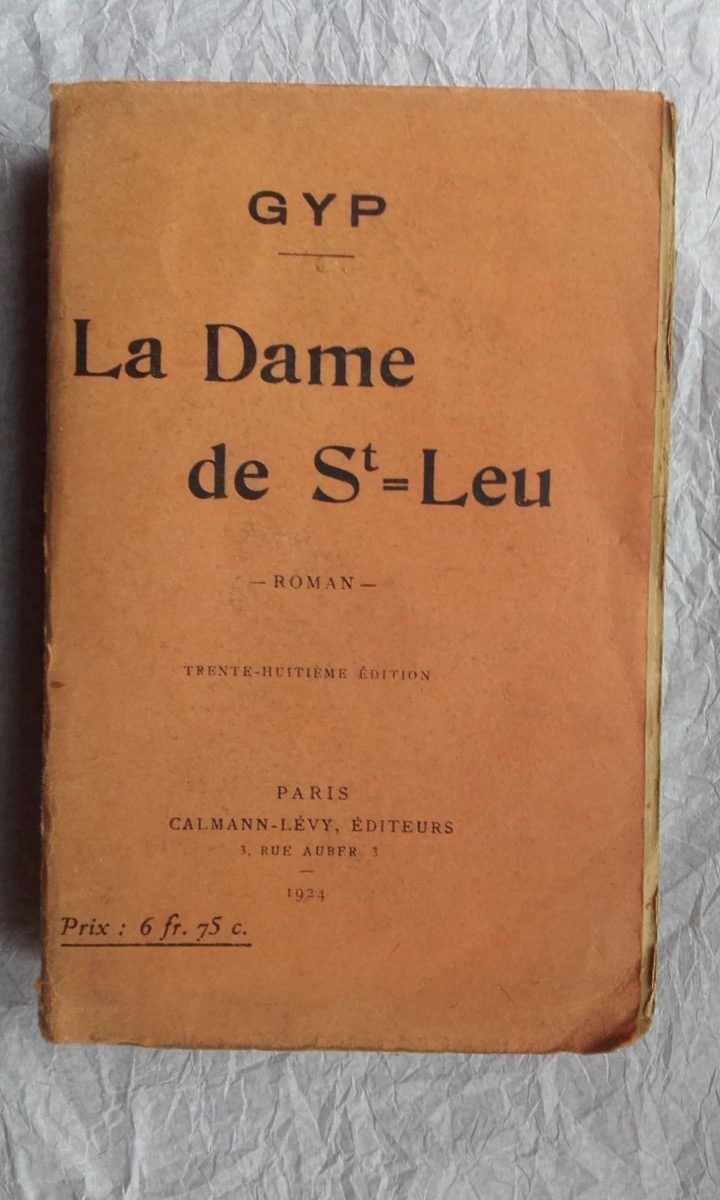 GYP
La Dame
de St=Leu
— ROMAN —
TRENTE-HUITIÈME ÉDITION
PARIS
CALMANN-LÉVY, ÉDITEURS
3, RUE AUBER, 3
1924
Prix : 6 fr. 75 c.